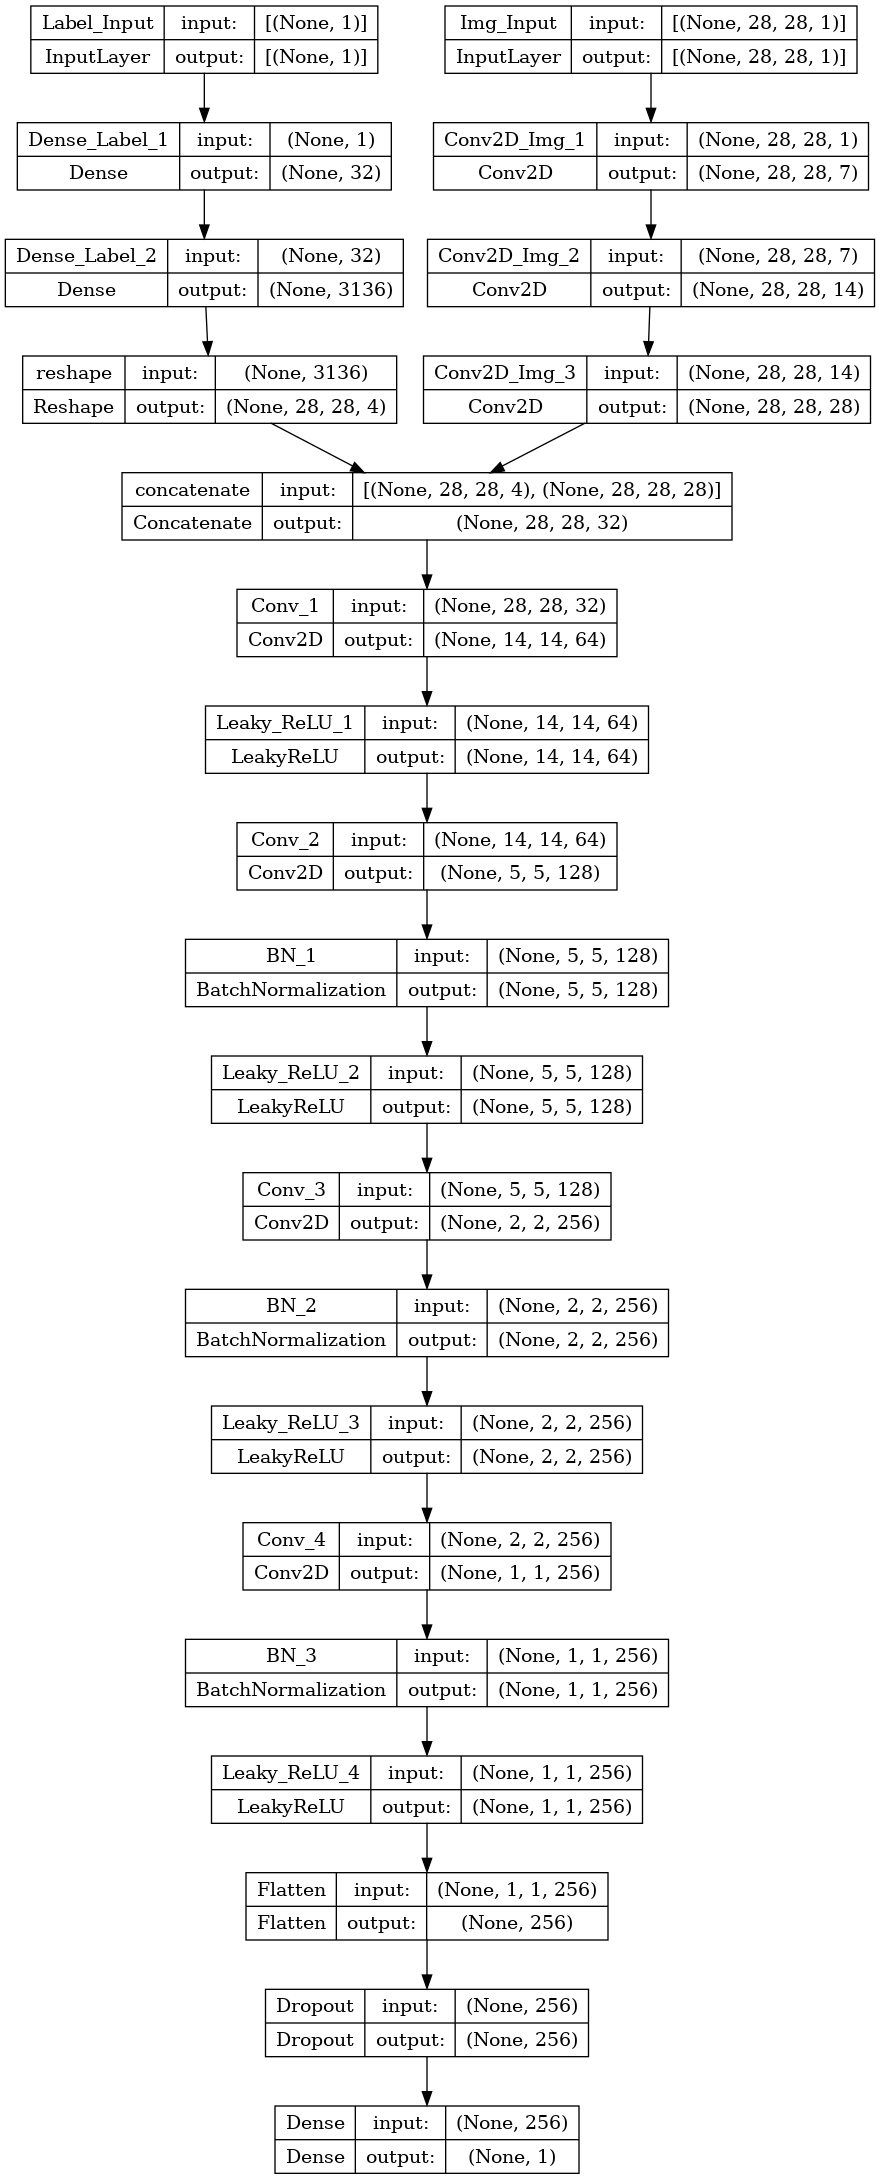 Label_Input input: [(None, 1)]
InputLayer output: [(None, 1)]
Img_Input input: [(None, 28, 28, 1)]
InputLayer output: [(None, 28, 28, 1)]
Dense_Label_1 input: (None, 1)
Dense output: (None, 32)
Conv2D_Img_1 input: (None, 28, 28, 1)
Conv2D output: (None, 28, 28, 7)
Dense_Label_2 input: (None, 32)
Dense output: (None, 3136)
Conv2D_Img_2 input: (None, 28, 28, 7)
Conv2D output: (None, 28, 28, 14)
reshape input: (None, 3136)
Reshape output: (None, 28, 28, 4)
Conv2D_Img_3 input: (None, 28, 28, 14)
Conv2D output: (None, 28, 28, 28)
concatenate input: [(None, 28, 28, 4), (None, 28, 28, 28)]
Concatenate output: (None, 28, 28, 32)
Conv_1 input: (None, 28, 28, 32)
Conv2D output: (None, 14, 14, 64)
Leaky_ReLU_1 input: (None, 14, 14, 64)
LeakyReLU output: (None, 14, 14, 64)
Conv_2 input: (None, 14, 14, 64)
Conv2D output: (None, 5, 5, 128)
BN_1 input: (None, 5, 5, 128)
BatchNormalization output: (None, 5, 5, 128)
Leaky_ReLU_2 input: (None, 5, 5, 128)
LeakyReLU output: (None, 5, 5, 128)
Conv_3 input: (None, 5, 5, 128)
Conv2D output: (None, 2, 2, 256)
BN_2 input: (None, 2, 2, 256)
BatchNormalization output: (None, 2, 2, 256)
Leaky_ReLU_3 input: (None, 2, 2, 256)
LeakyReLU output: (None, 2, 2, 256)
Conv_4 input: (None, 2, 2, 256)
Conv2D output: (None, 1, 1, 256)
BN_3 input: (None, 1, 1, 256)
BatchNormalization output: (None, 1, 1, 256)
Leaky_ReLU_4 input: (None, 1, 1, 256)
LeakyReLU output: (None, 1, 1, 256)
Flatten input: (None, 1, 1, 256)
Flatten output: (None, 256)
Dropout input: (None, 256)
Dropout output: (None, 256)
Dense input: (None, 256)
Dense output: (None, 1)